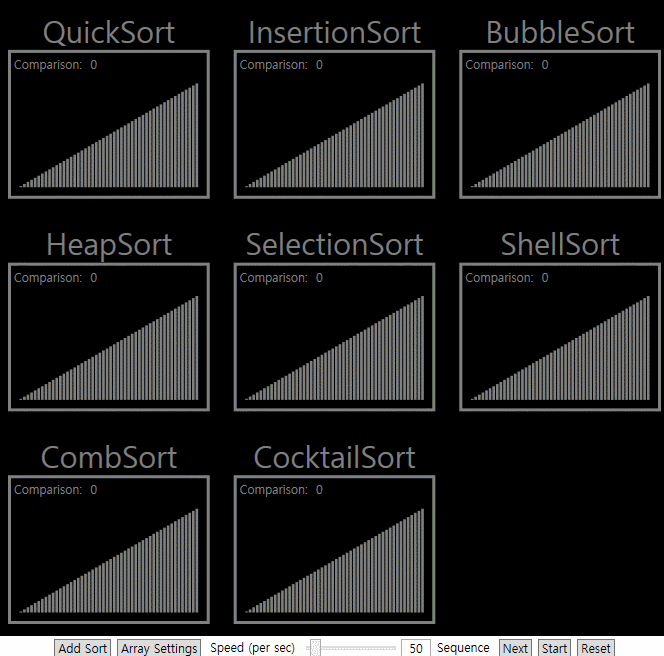 QuickSort InsertionSort BubbleSort
Comparison: 0 Comparison: 0 Comparison: 0
HeapSort SelectionSort ShellSort
Comparison: 0 Comparison: 0 Comparison: 0
CombSort CocktailSort
Comparison: 0 Comparison: 0
Add Sort Array Settings Speed (per sec) 50 Sequence Next Start Reset